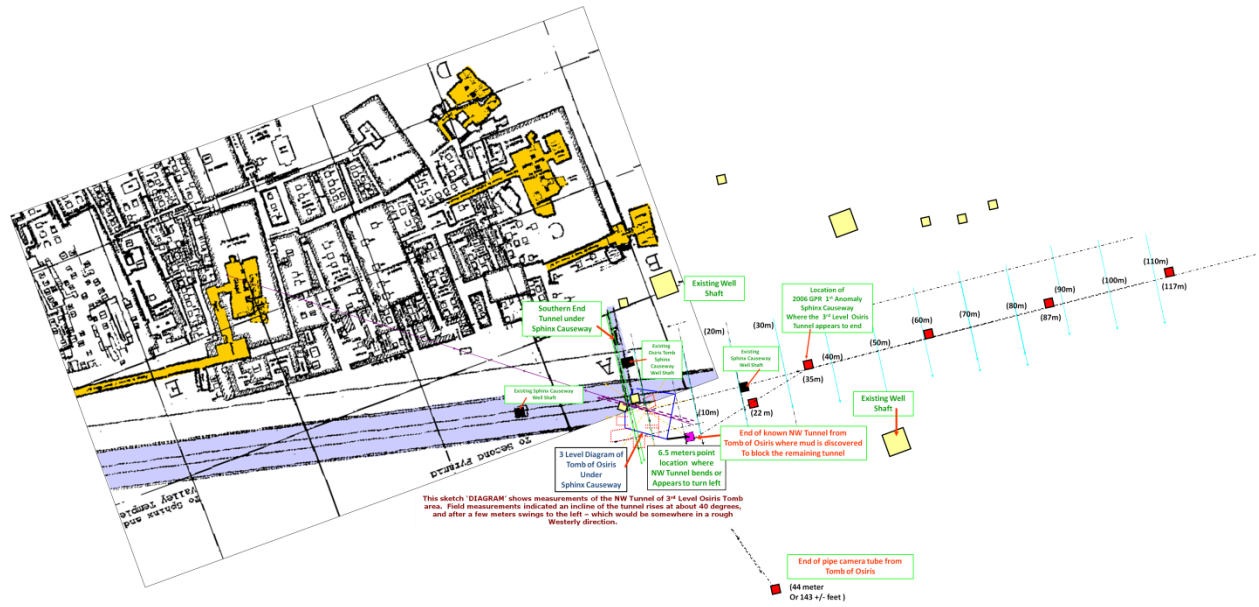 Existing Well
Shaft
Southern End
Tunnel under
Sphinx Causeway
Existing
Osiris Tomb
Sphinx
Causeway
Well Shaft
Location of
2006 GPR 1st Anomaly
Sphinx Causeway
Where the 3rd Level Osiris
Tunnel appears to end
(20m)
(30m)
(40m)
(50m)
(60m)
(70m)
(80m)
(90m)
(100m)
(110m)
(117m)
(87m)
(35m)
(22 m)
(10m)
Existing
Sphinx Causeway
Well Shaft
Existing Sphinx Causeway
Well Shaft
Existing Well
Shaft
End of known NW Tunnel from
Tomb of Osiris where mud is discovered
To block the remaining tunnel
3 Level Diagram of
Tomb of Osiris
Under
Sphinx Causeway
6.5 meters point
location where
NW Tunnel bends or
Appears to turn left
To Second Pyramid
To Sphinx and
Valley Temple
A
B
D
E
This sketch 'DIAGRAM' shows measurements of the NW Tunnel of 3rd Level Osiris Tomb
area. Field measurements indicated an incline of the tunnel rises at about 40 degrees,
and after a few meters swings to the left – which would be somewhere in a rough
Westerly direction.
End of pipe camera tube from
Tomb of Osiris
(44 meter
Or 143 +/- feet )